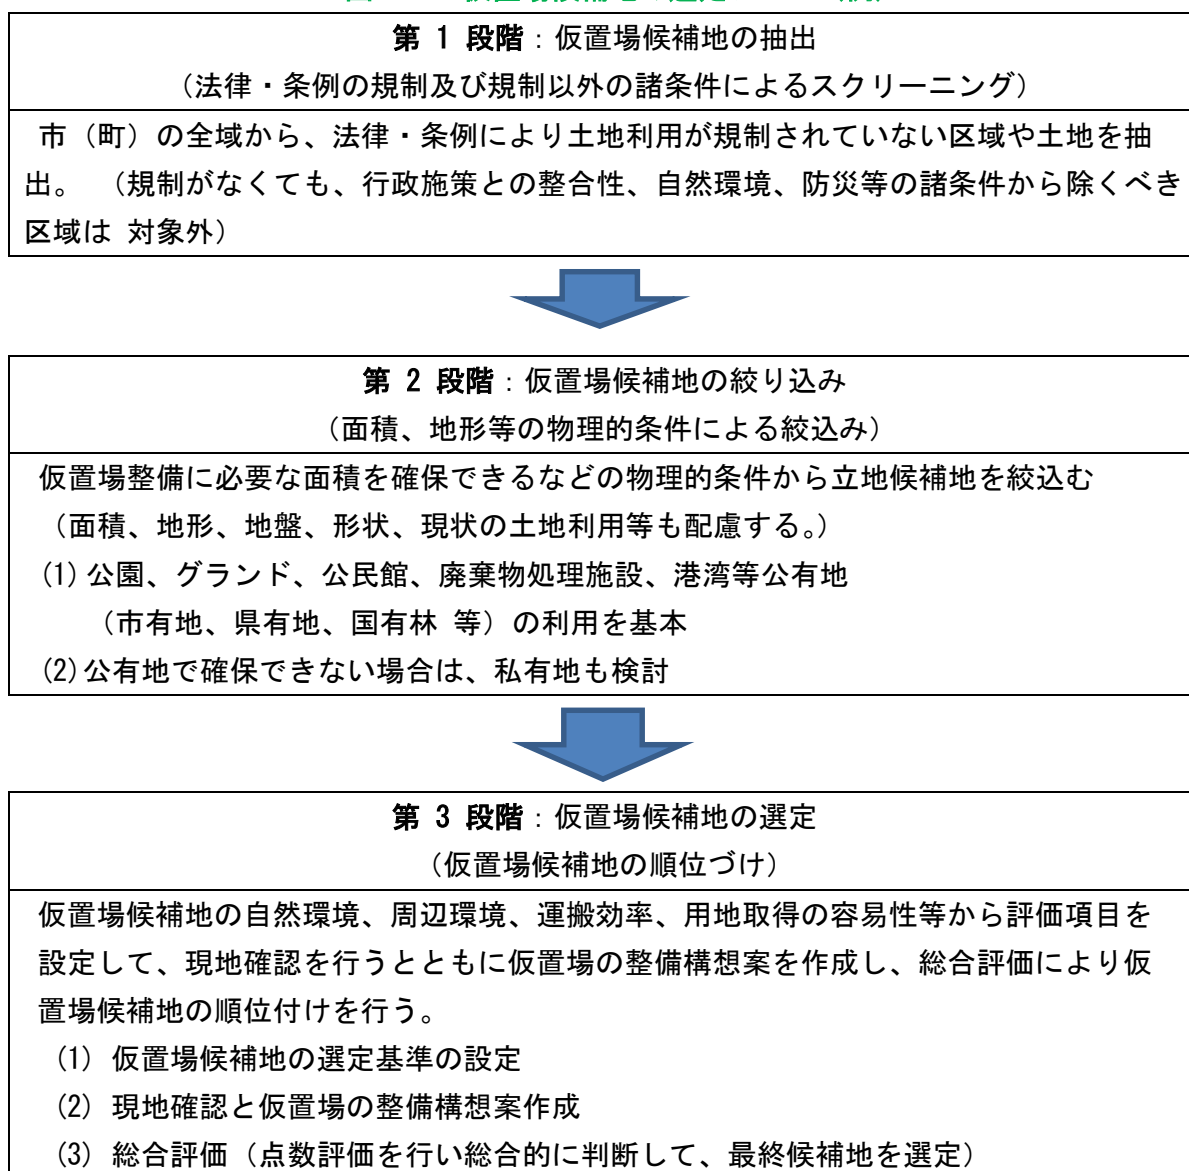 第 1 段階：仮置場候補地の抽出
（法律・条例の規制及び規制以外の諸条件によるスクリーニング）
市（町）の全域から、法律・条例により土地利用が規制されていない区域や土地を抽
出。 （規制がなくても、行政施策との整合性、自然環境、防災等の諸条件から除くべき
区域は 対象外）
第 2 段階：仮置場候補地の絞り込み
（面積、地形等の物理的条件による絞込み）
仮置場整備に必要な面積を確保できるなどの物理的条件から立地候補地を絞込む
（面積、地形、地盤、形状、現状の土地利用等も配慮する。）
(1)公園、グランド、公民館、廃棄物処理施設、港湾等公有地
（市有地、県有地、国有林 等）の利用を基本
(2)公有地で確保できない場合は、私有地も検討
第 3 段階：仮置場候補地の選定
（仮置場候補地の順位づけ）
仮置場候補地の自然環境、周辺環境、運搬効率、用地取得の容易性等から評価項目を
設定して、現地確認を行うとともに仮置場の整備構想案を作成し、総合評価により仮
置場候補地の順位付けを行う。
(1) 仮置場候補地の選定基準の設定
(2) 現地確認と仮置場の整備構想案作成
(3) 総合評価（点数評価を行い総合的に判断して、最終候補地を選定）